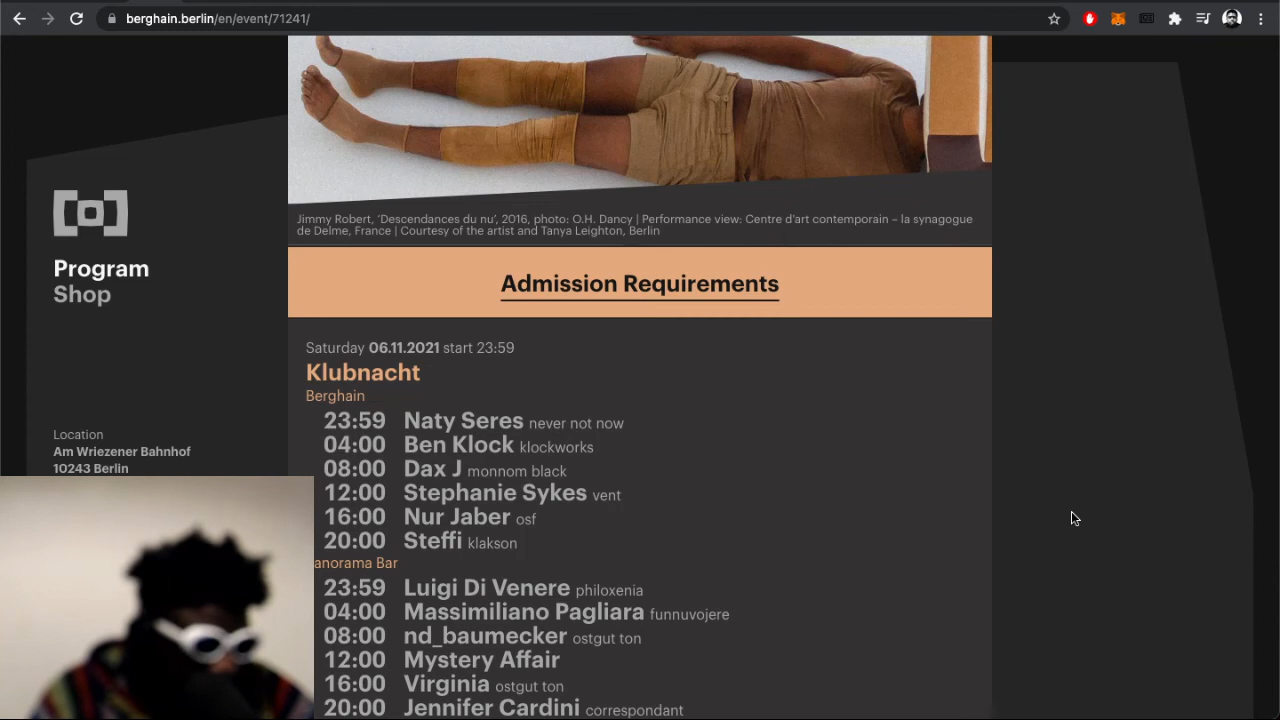 berghain.berlin/en/event/71241/
Jimmy Robert, 'Descendances du nu', 2016, photo: O.H. Dancy | Performance view: Centre d'art contemporain – la synagogue
de Delme, France | Courtesy of the artist and Tanya Leighton, Berlin
Program
Shop
Admission Requirements
Saturday 06.11.2021 start 23:59
Klubnacht
Berghain
23:59 Naty Seres never not now
04:00 Ben Klock klockworks
08:00 Dax J monnom black
12:00 Stephanie Sykes vent
16:00 Nur Jaber osf
20:00 Steffi klakson
anorama Bar
23:59 Luigi Di Venere philoxenia
04:00 Massimiliano Pagliara funnuvojere
08:00 nd_baumecker ostgut ton
12:00 Mystery Affair
16:00 Virginia ostgut ton
20:00 Jennifer Cardini correspondant
Location
Am Wriezener Bahnhof
10243 Berlin